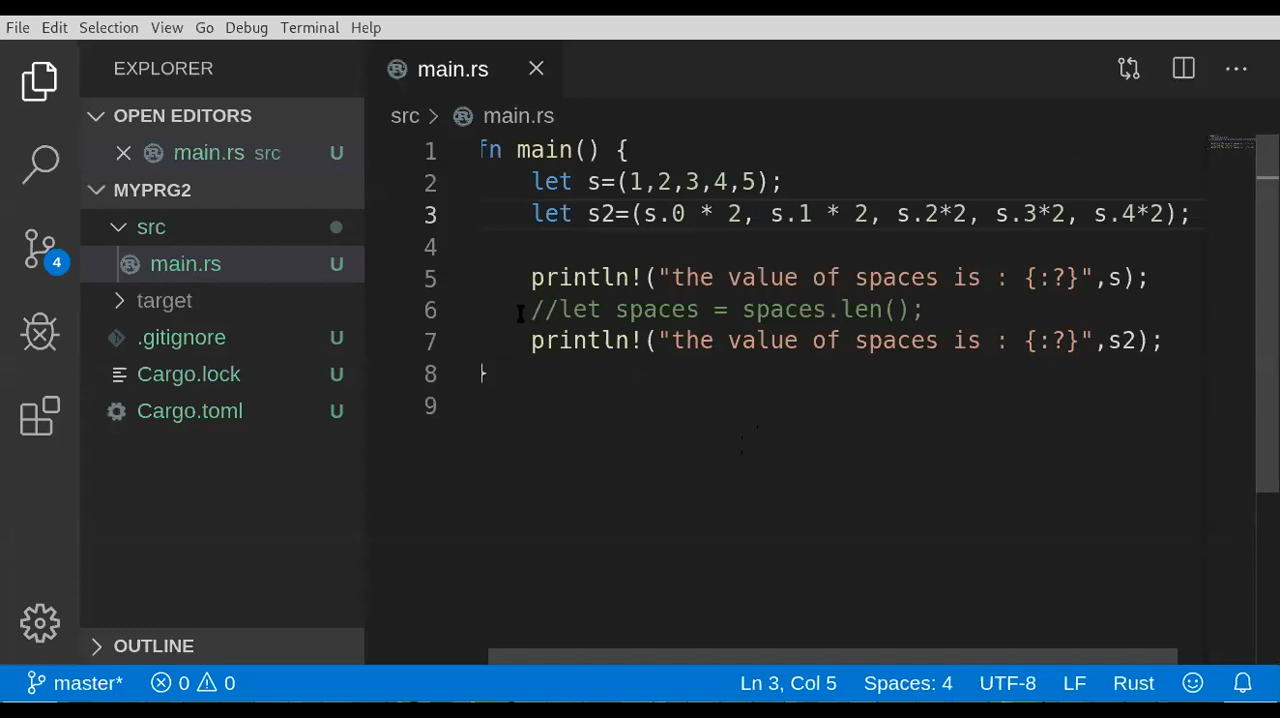 File Edit Selection View Go Debug Terminal Help
EXPLORER
OPEN EDITORS
main.rs src U
MYPRG2
src
main.rs U
target
.gitignore U
Cargo.lock U
Cargo.toml U
OUTLINE
main.rs
src > main.rs
1 fn main() {
2 let s=(1,2,3,4,5);
3 let s2=(s.0 * 2, s.1 * 2, s.2*2, s.3*2, s.4*2);
4
5 println!("the value of spaces is : {:?}",s);
6 //let spaces = spaces.len();
7 println!("the value of spaces is : {:?}",s2);
8 }
9
4
master* 0 0 Ln 3, Col 5 Spaces: 4 UTF-8 LF Rust